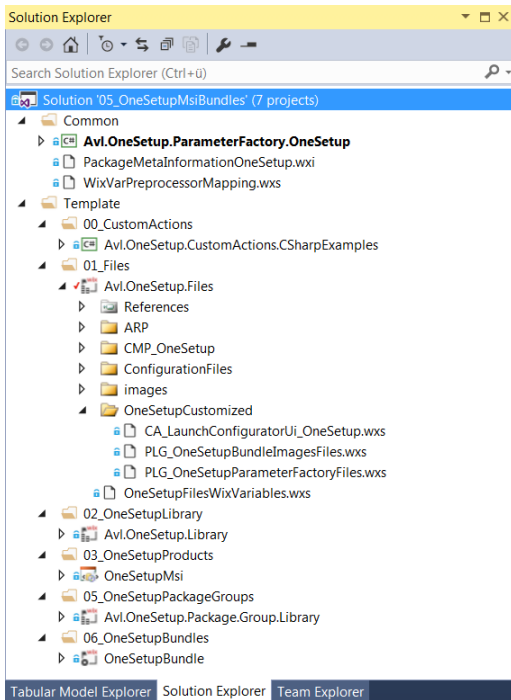 Solution Explorer
Search Solution Explorer (Ctrl+ü)
Solution '05_OneSetupMsiBundles' (7 projects)
Common
Avl.OneSetup.ParameterFactory.OneSetup
PackageMetaInformationOneSetup.wxi
WixVarPreprocessorMapping.wxs
Template
00_CustomActions
Avl.OneSetup.CustomActions.CSharpExamples
01_Files
Avl.OneSetup.Files
References
ARP
CMP_OneSetup
ConfigurationFiles
images
OneSetupCustomized
CA_LaunchConfiguratorUi_OneSetup.wxs
PLG_OneSetupBundleImagesFiles.wxs
PLG_OneSetupParameterFactoryFiles.wxs
OneSetupFilesWixVariables.wxs
02_OneSetupLibrary
Avl.OneSetup.Library
03_OneSetupProducts
OneSetupMsi
05_OneSetupPackageGroups
Avl.OneSetup.Package.Group.Library
06_OneSetupBundles
OneSetupBundle
Tabular Model Explorer Solution Explorer Team Explorer